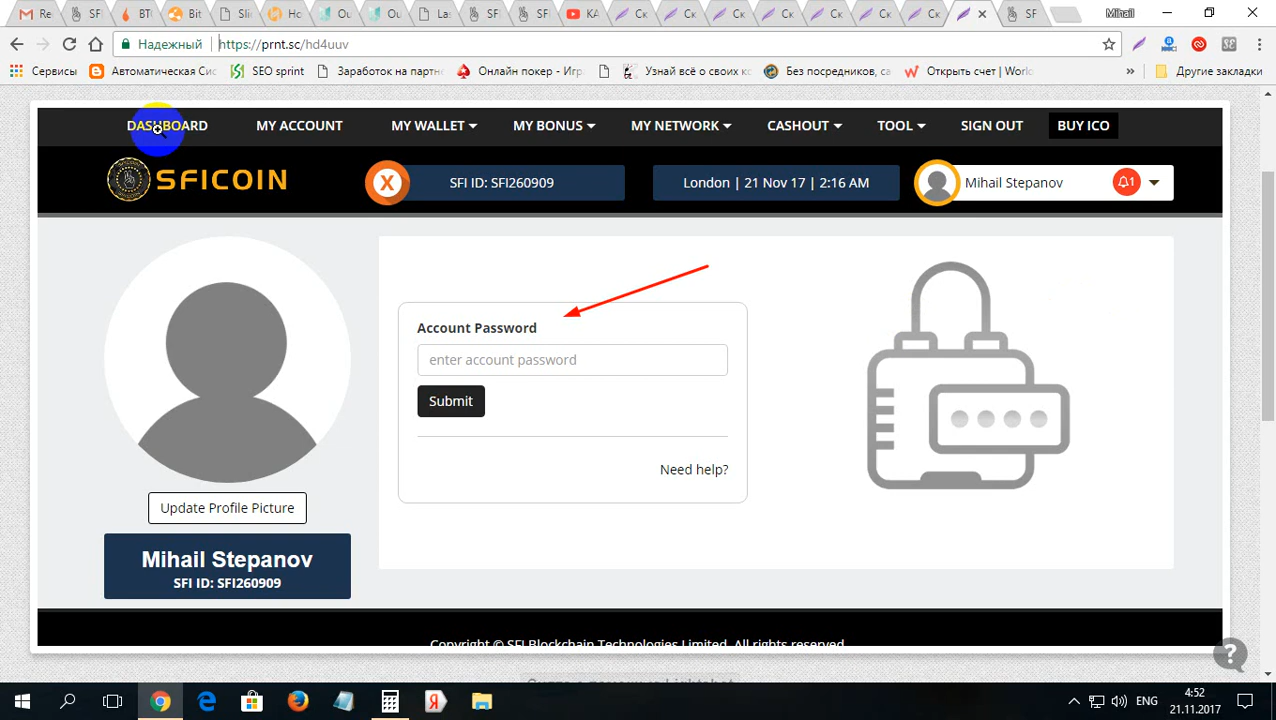 Re
SF
BTC
Bit
Sli
Hc
Ou
Ou
La
SF
SF
KA
Ск
Ск
Ск
Ск
Ск
Ск
SF
Mihail
Надежный
https://prnt.sc/hd4uuv
Сервисы
Автоматическая Сис
SEO sprint
Заработок на партн
Онлайн покер - Игр
Узнай всё о своих кс
Без посредников, са
Открыть счет | Worl
»
Другие закладки
DASHBOARD
MY ACCOUNT
MY WALLET
MY BONUS
MY NETWORK
CASHOUT
TOOL
SIGN OUT
BUY ICO
SFICOIN
X
SFI ID: SFI260909
London | 21 Nov 17 | 2:16 AM
Mihail Stepanov
1
Account Password
enter account password
Submit
Need help?
Update Profile Picture
Mihail Stepanov
SFI ID: SFI260909
Copyright © SFI Blockchain Technologies Limited. All rights reserved
?
ENG
4:52
21.11.2017